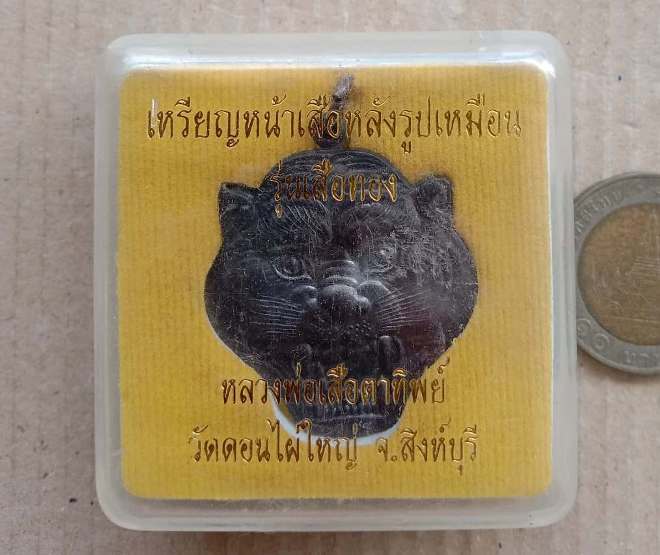 เหรียญหน้าเสือหลังรูปเหมือน
รุ่นเสือทอง
หลวงพ่อเสือตาทิพย์
วัดดอนไผ่ใหญ่ จ.สิงห์บุรี